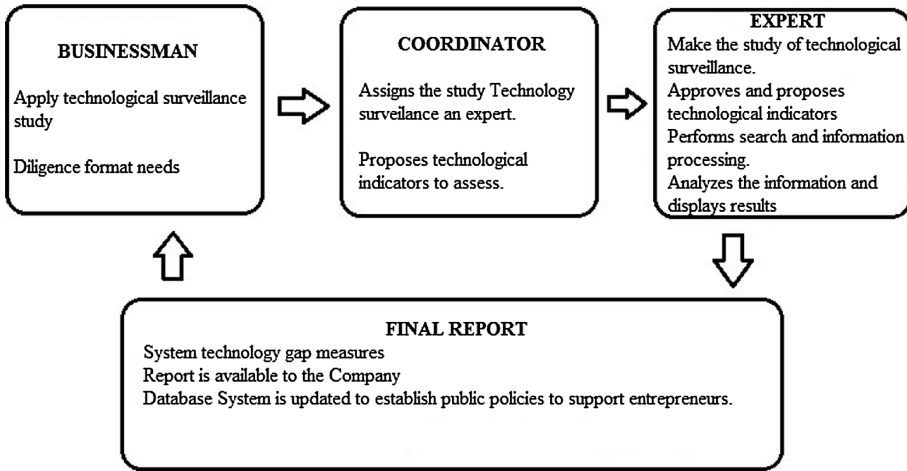 BUSINESSMAN
Apply technological surveillance
study
Diligence format needs
COORDINATOR
Assigns the study Technology
surveilance an expert.
Proposes technological
indicators to assess.
EXPERT
Make the study of technological
surveillance.
Approves and proposes
technological indicators
Performs search and information
processing.
Analyzes the information and
displays results
FINAL REPORT
System technology gap measures
Report is available to the Company
Database System is updated to establish public policies to support entrepreneurs.